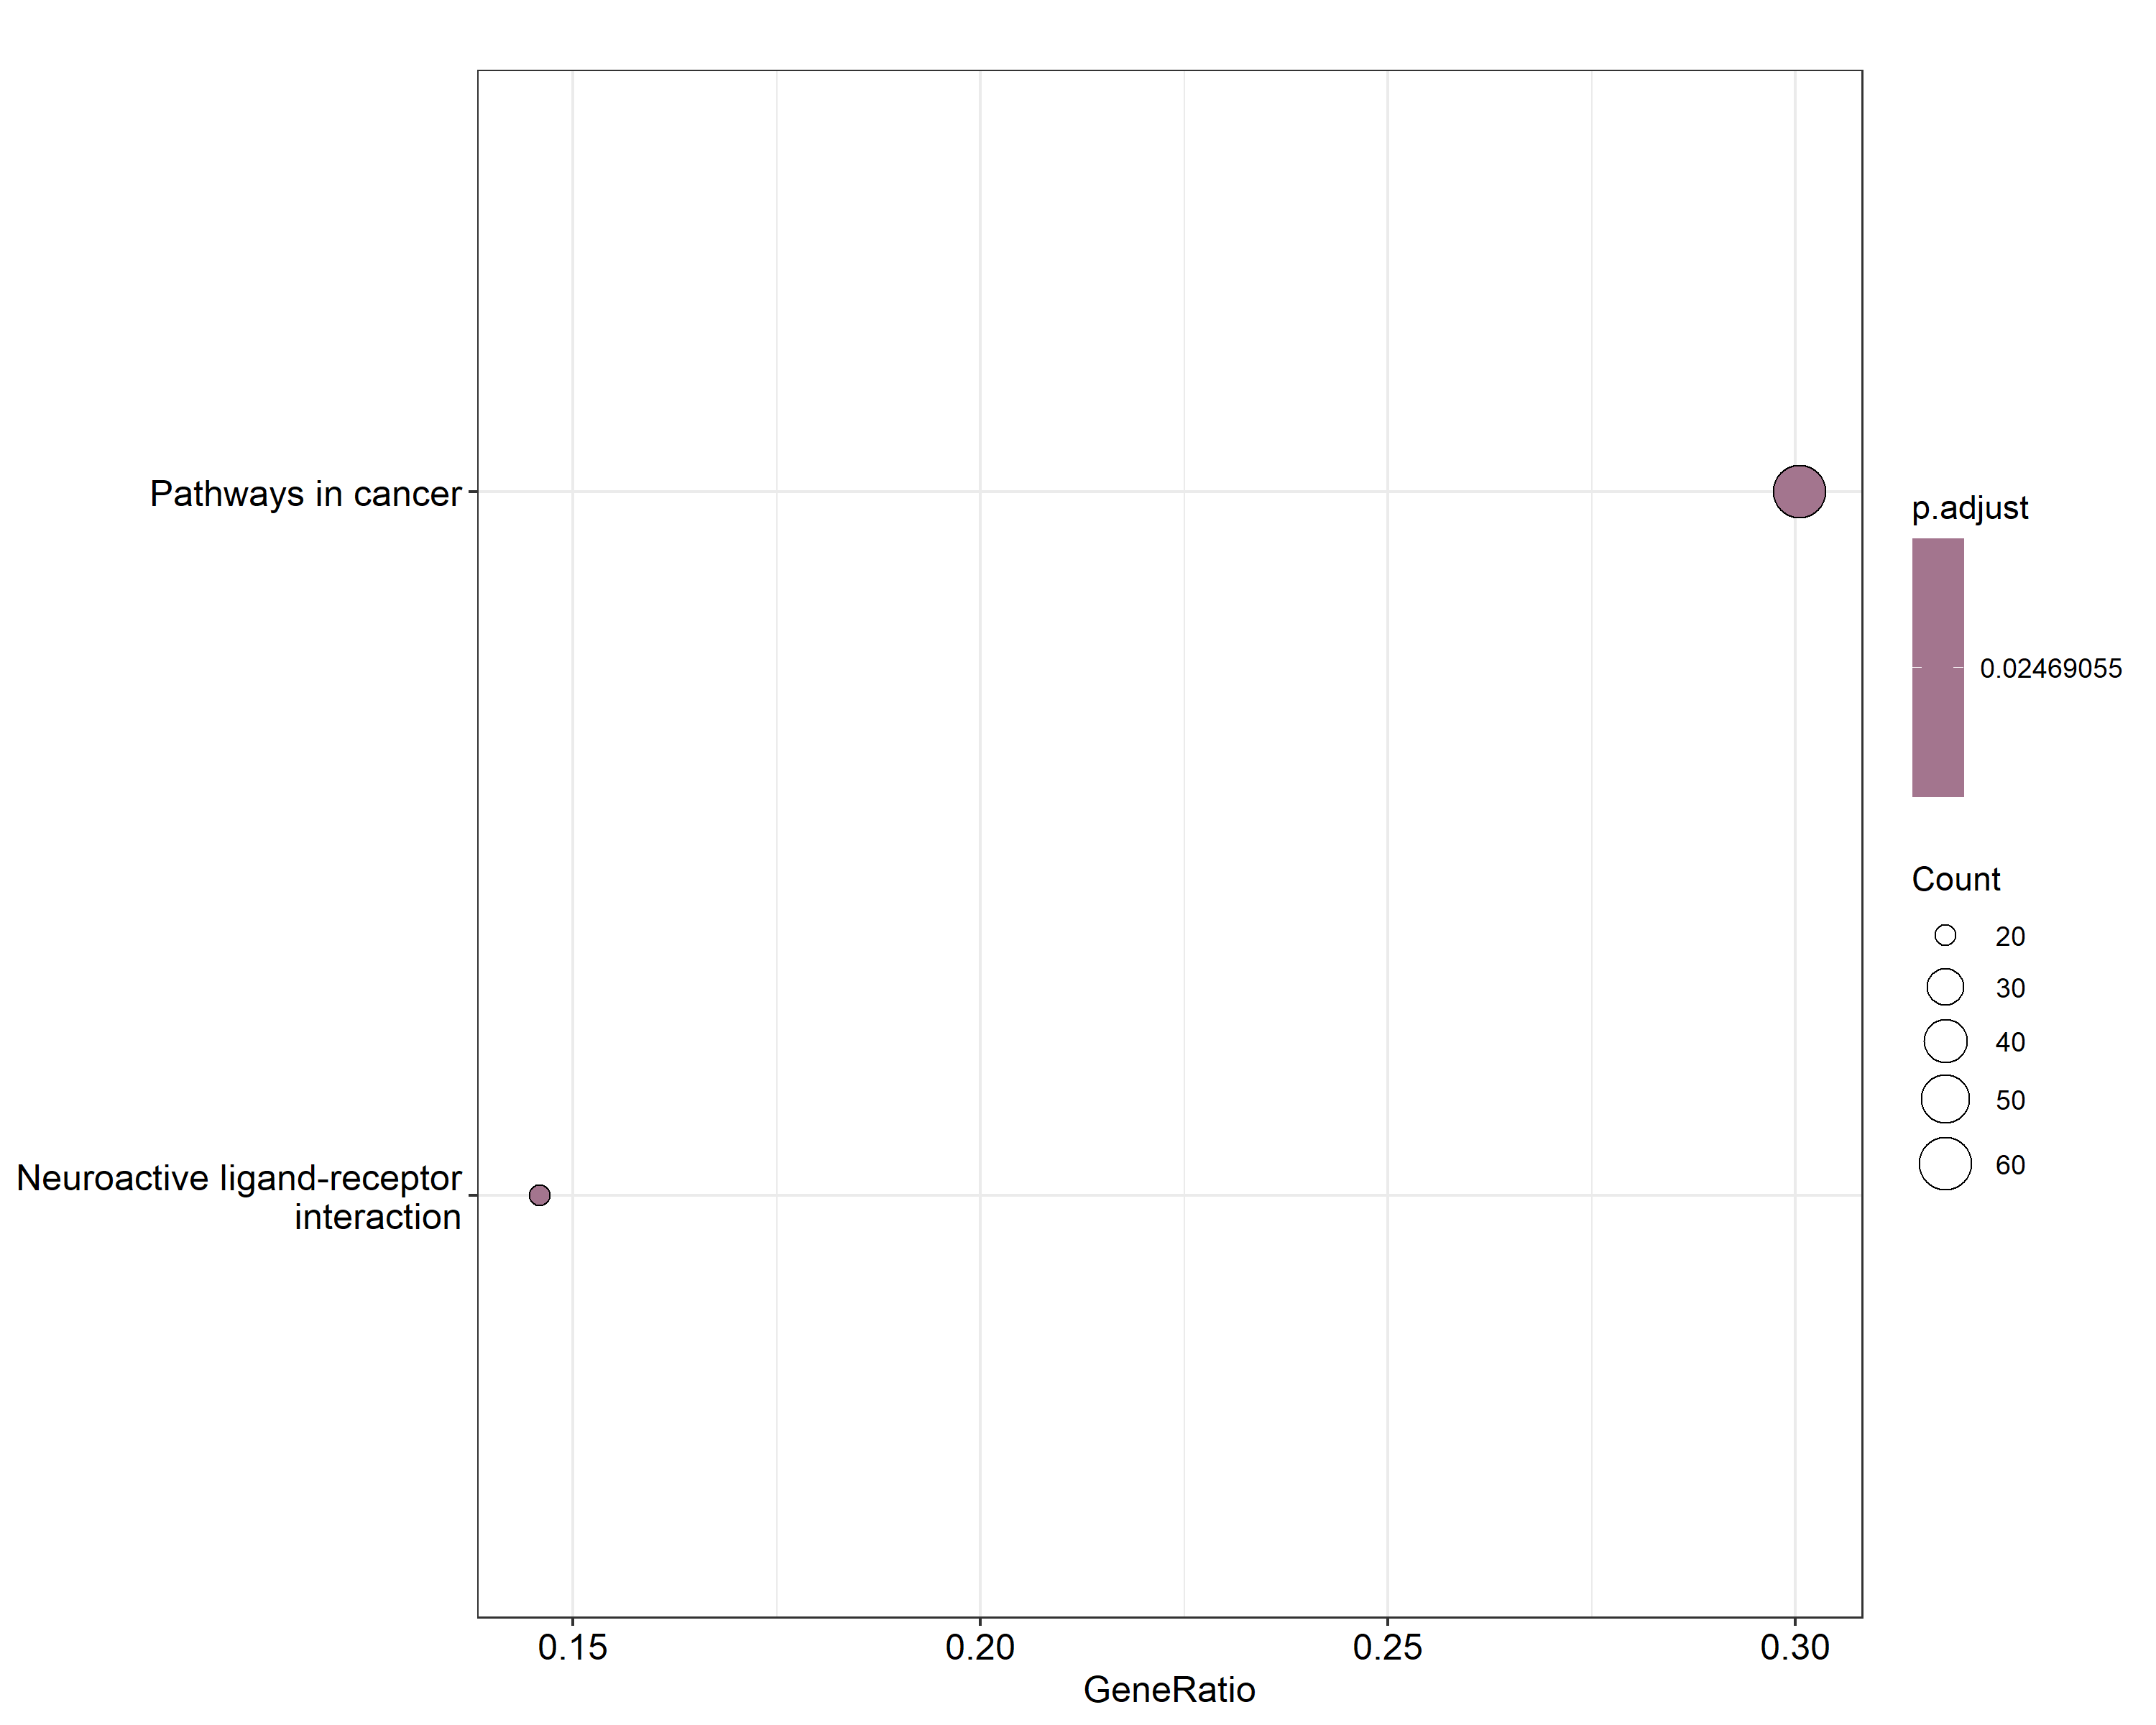 Pathways in cancer
Neuroactive ligand-receptor
interaction
0.15
0.20
0.25
0.30
GeneRatio
p.adjust
0.02469055
Count
20
30
40
50
60